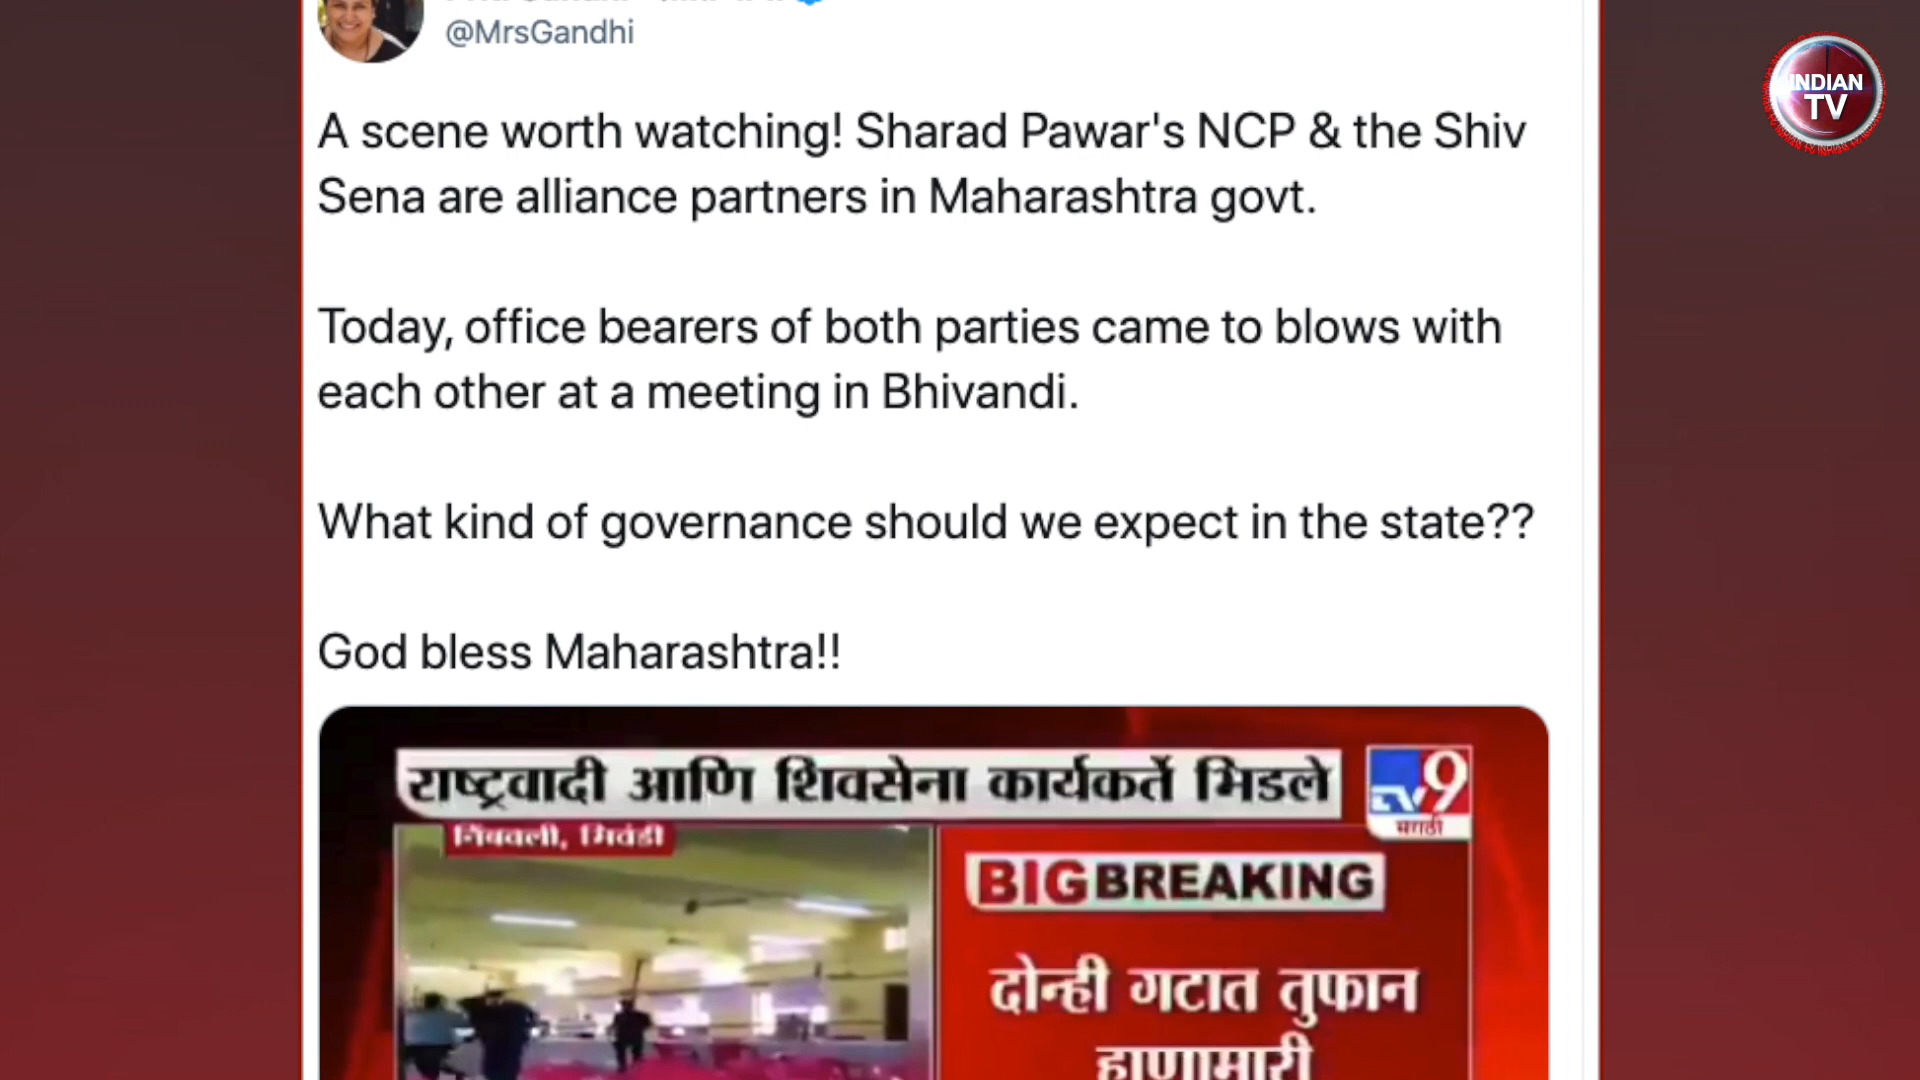 @MrsGandhi
INDIAN
TV
A scene worth watching! Sharad Pawar's NCP & the Shiv
Sena are alliance partners in Maharashtra govt.
Today, office bearers of both parties came to blows with
each other at a meeting in Bhivandi.
What kind of governance should we expect in the state??
God bless Maharashtra!!
राष्ट्रवादी आणि शिवसेना कार्यकर्ते भिडले
TV9
मराठी
निंबवली, भिवंडी
BIG BREAKING
दोन्ही गटात तुफान
हाणामारी